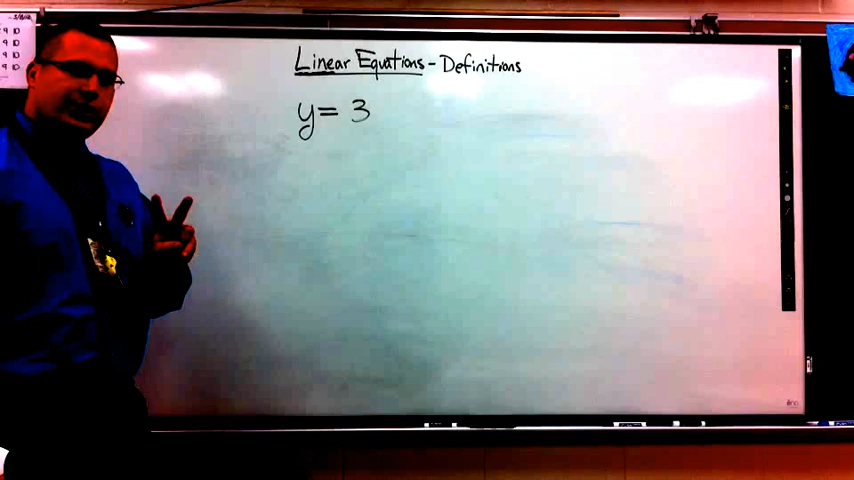 Linear Equations - Definitions
y = 3